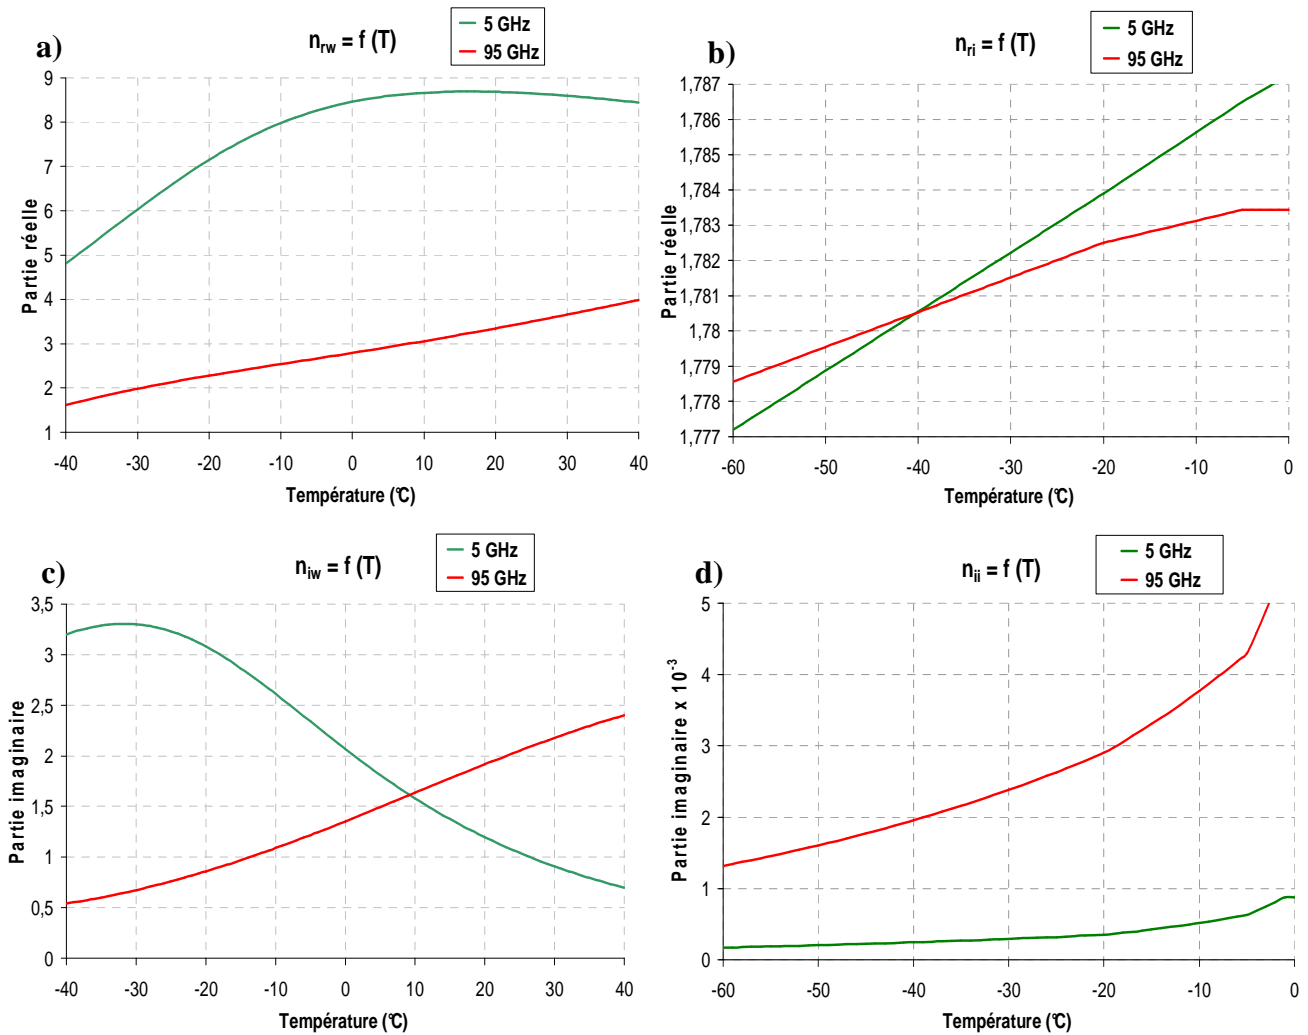 a)
n_rw = f (T)
5 GHz
95 GHz
Partie réelle
9
8
7
6
5
4
3
2
1
-40 -30 -20 -10 0 10 20 30 40
Température (°C)
b)
n_ri = f (T)
5 GHz
95 GHz
Partie réelle
1,787
1,786
1,785
1,784
1,783
1,782
1,781
1,78
1,779
1,778
1,777
-60 -50 -40 -30 -20 -10 0
Température (°C)
c)
n_iw = f (T)
5 GHz
95 GHz
Partie imaginaire
3,5
3
2,5
2
1,5
1
0,5
0
-40 -30 -20 -10 0 10 20 30 40
Température (°C)
d)
n_ii = f (T)
5 GHz
95 GHz
Partie imaginaire x 10⁻³
5
4
3
2
1
0
-60 -50 -40 -30 -20 -10 0
Température (°C)